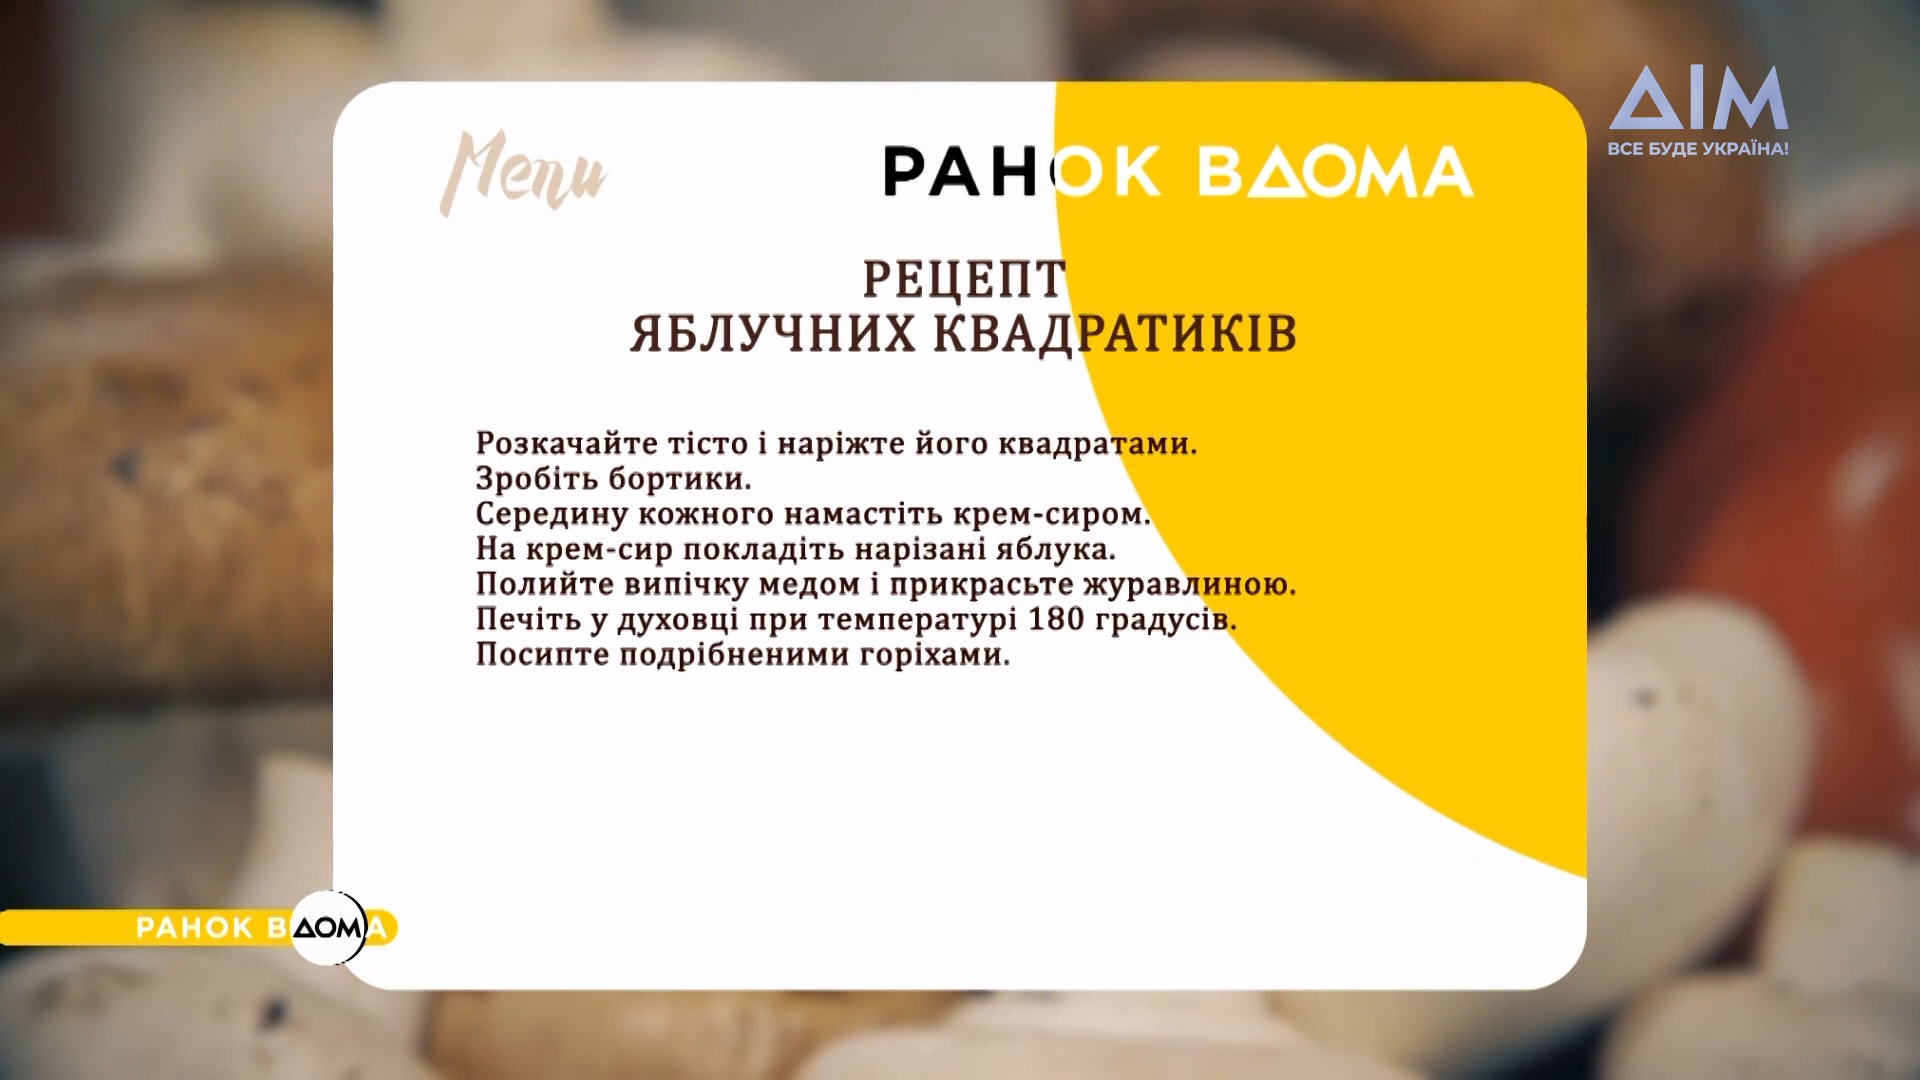 ДІМ
ВСЕ БУДЕ УКРАЇНА!
Menu
РАНОК ВДОМА
РЕЦЕПТ
ЯБЛУЧНИХ КВАДРАТИКІВ
Розкачайте тісто і наріжте його квадратами.
Зробіть бортики.
Середину кожного намастіть крем-сиром.
На крем-сир покладіть нарізані яблука.
Полийте випічку медом і прикрасьте журавлиною.
Печіть у духовці при температурі 180 градусів.
Посипте подрібненими горіхами.
РАНОК ВДОМА